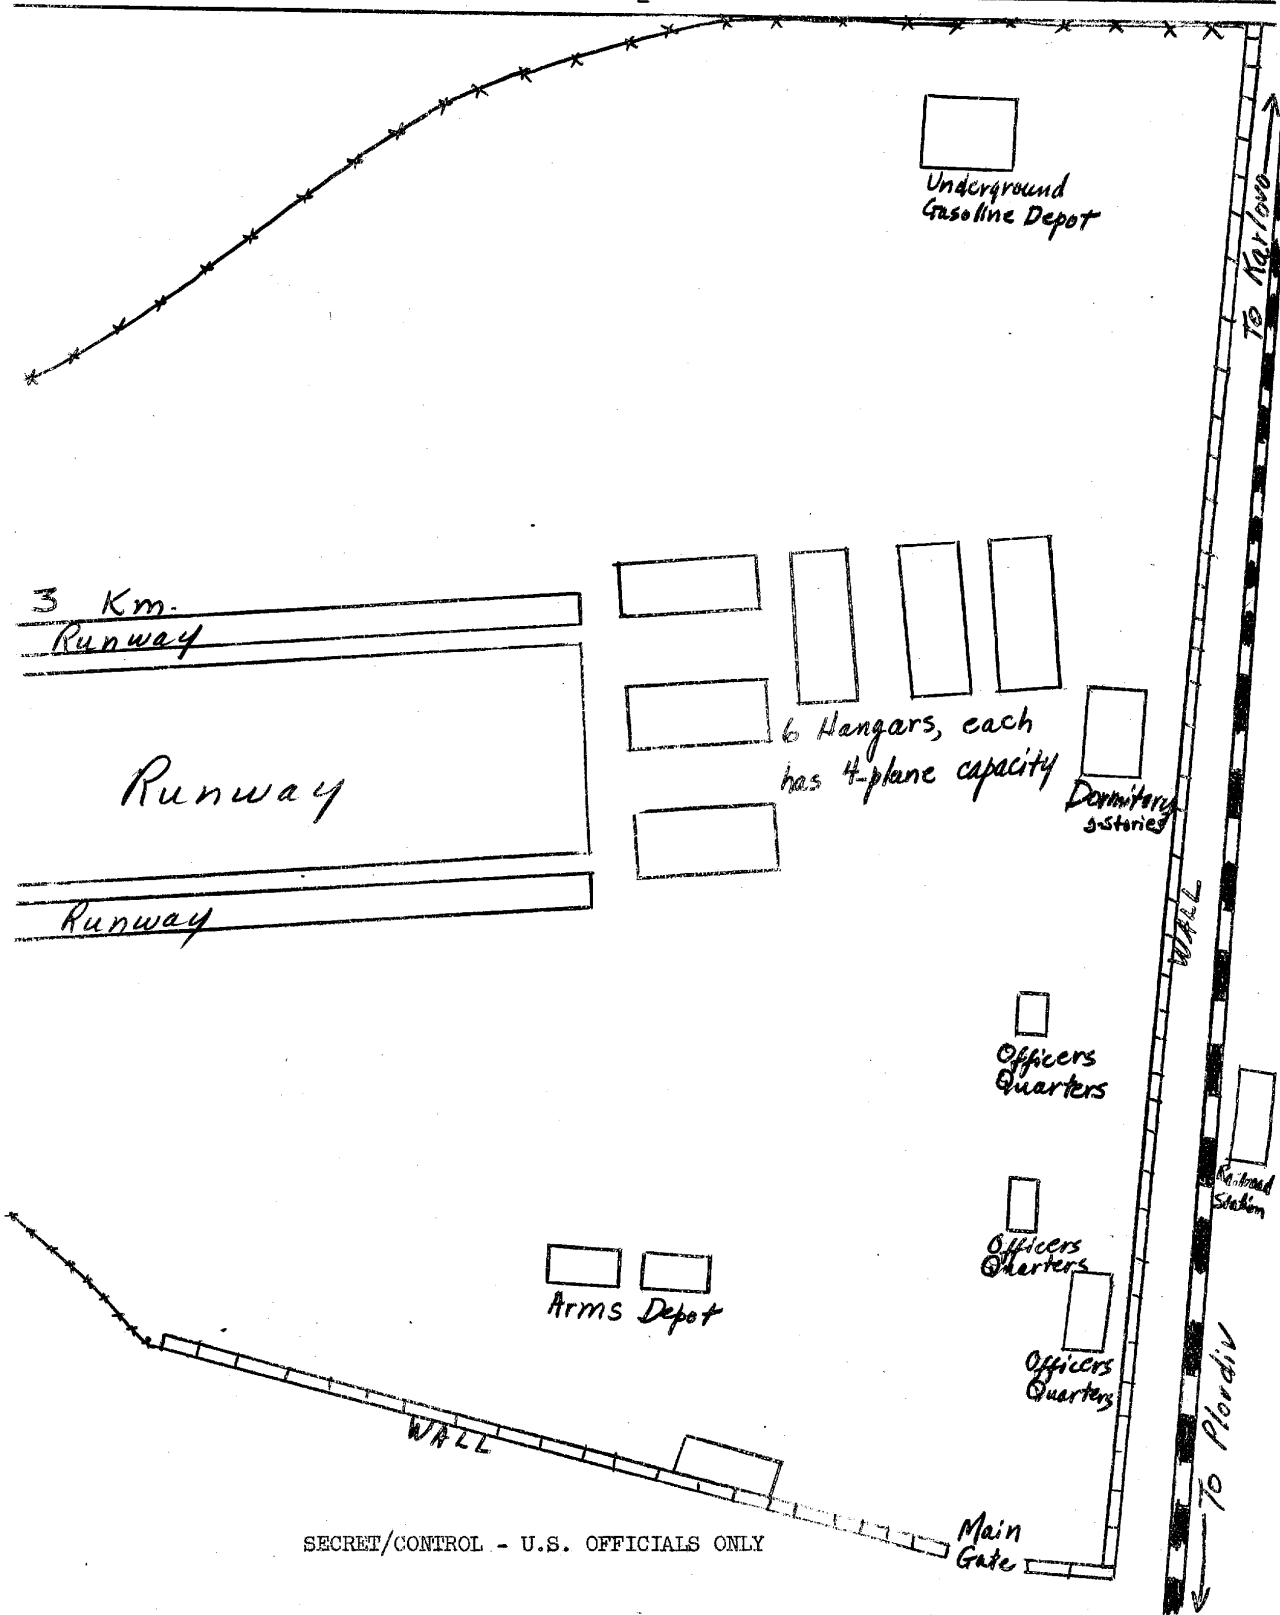 Underground
Gasoline Depot
To Karlovo
3 Km.
Runway
Runway
Runway
6 Hangars, each
has 4-plane capacity
Dormitory
WALL
Officers
Quarters
Railroad
Station
Officers
Quarters
Arms Depot
Officers
Quarters
To Plovdiv
WALL
Main
Gate
SECRET/CONTROL - U.S. OFFICIALS ONLY